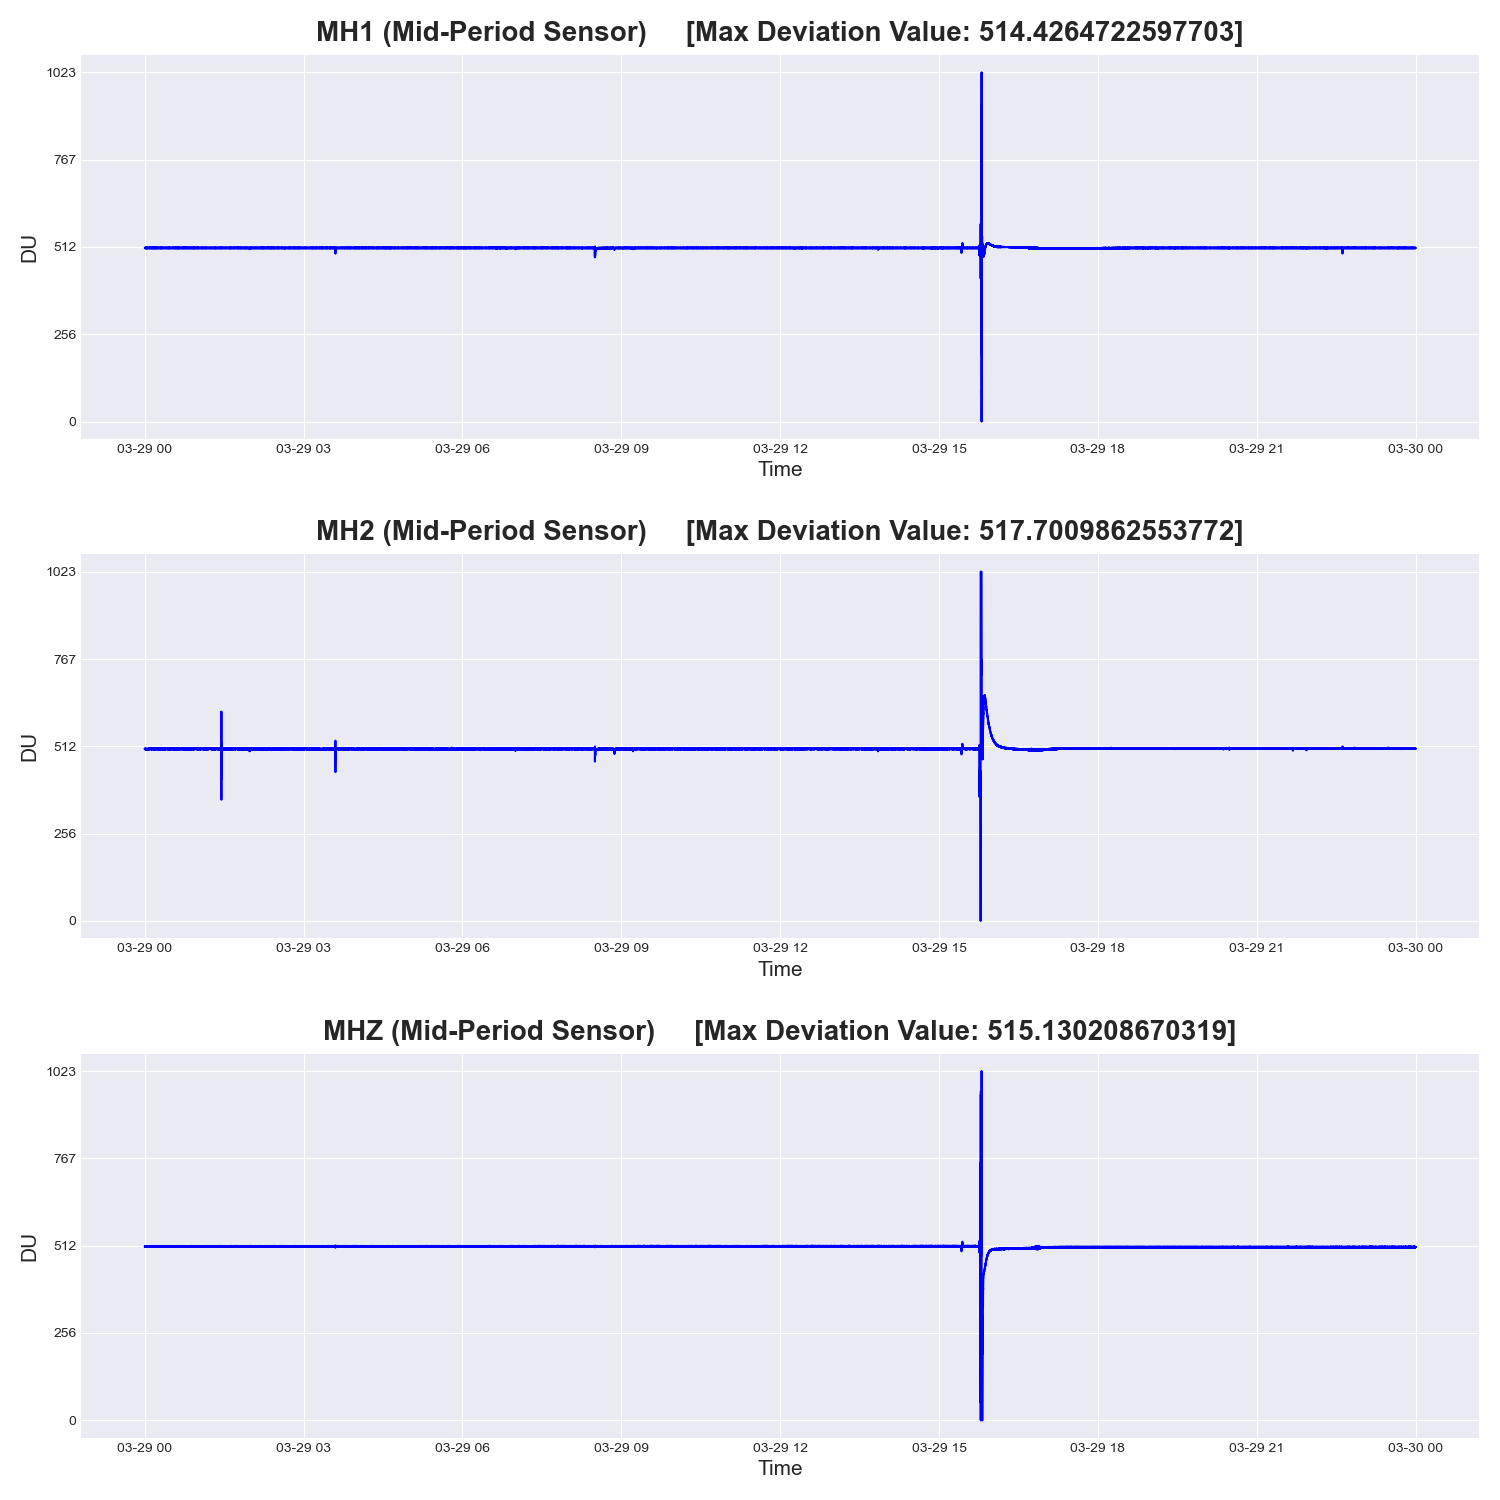 MH1 (Mid-Period Sensor) [Max Deviation Value: 514.4264722597703]
1023
767
512
256
0
DU
03-29 00 03-29 03 03-29 06 03-29 09 03-29 12 03-29 15 03-29 18 03-29 21 03-30 00
Time
MH2 (Mid-Period Sensor) [Max Deviation Value: 517.7009862553772]
1023
767
512
256
0
DU
03-29 00 03-29 03 03-29 06 03-29 09 03-29 12 03-29 15 03-29 18 03-29 21 03-30 00
Time
MHZ (Mid-Period Sensor) [Max Deviation Value: 515.130208670319]
1023
767
512
256
0
DU
03-29 00 03-29 03 03-29 06 03-29 09 03-29 12 03-29 15 03-29 18 03-29 21 03-30 00
Time